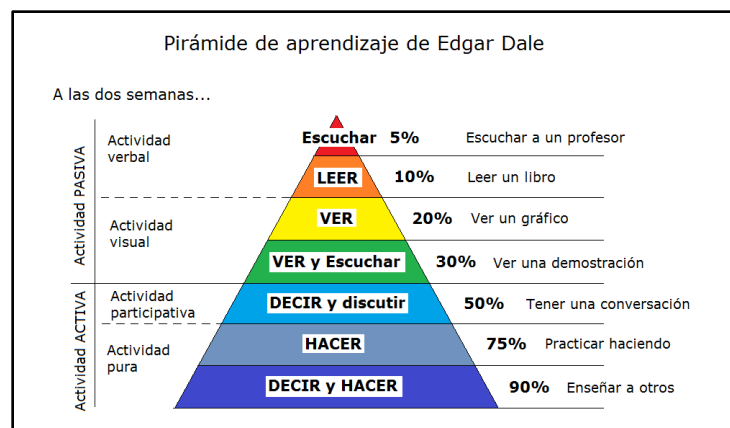 Pirámide de aprendizaje de Edgar Dale
A las dos semanas...
Actividad PASIVA
Actividad
verbal
Escuchar 5% Escuchar a un profesor
LEER 10% Leer un libro
Actividad
visual
VER 20% Ver un gráfico
VER y Escuchar 30% Ver una demostración
Actividad ACTIVA
Actividad
participativa
DECIR y discutir 50% Tener una conversación
Actividad
pura
HACER 75% Practicar haciendo
DECIR y HACER 90% Enseñar a otros